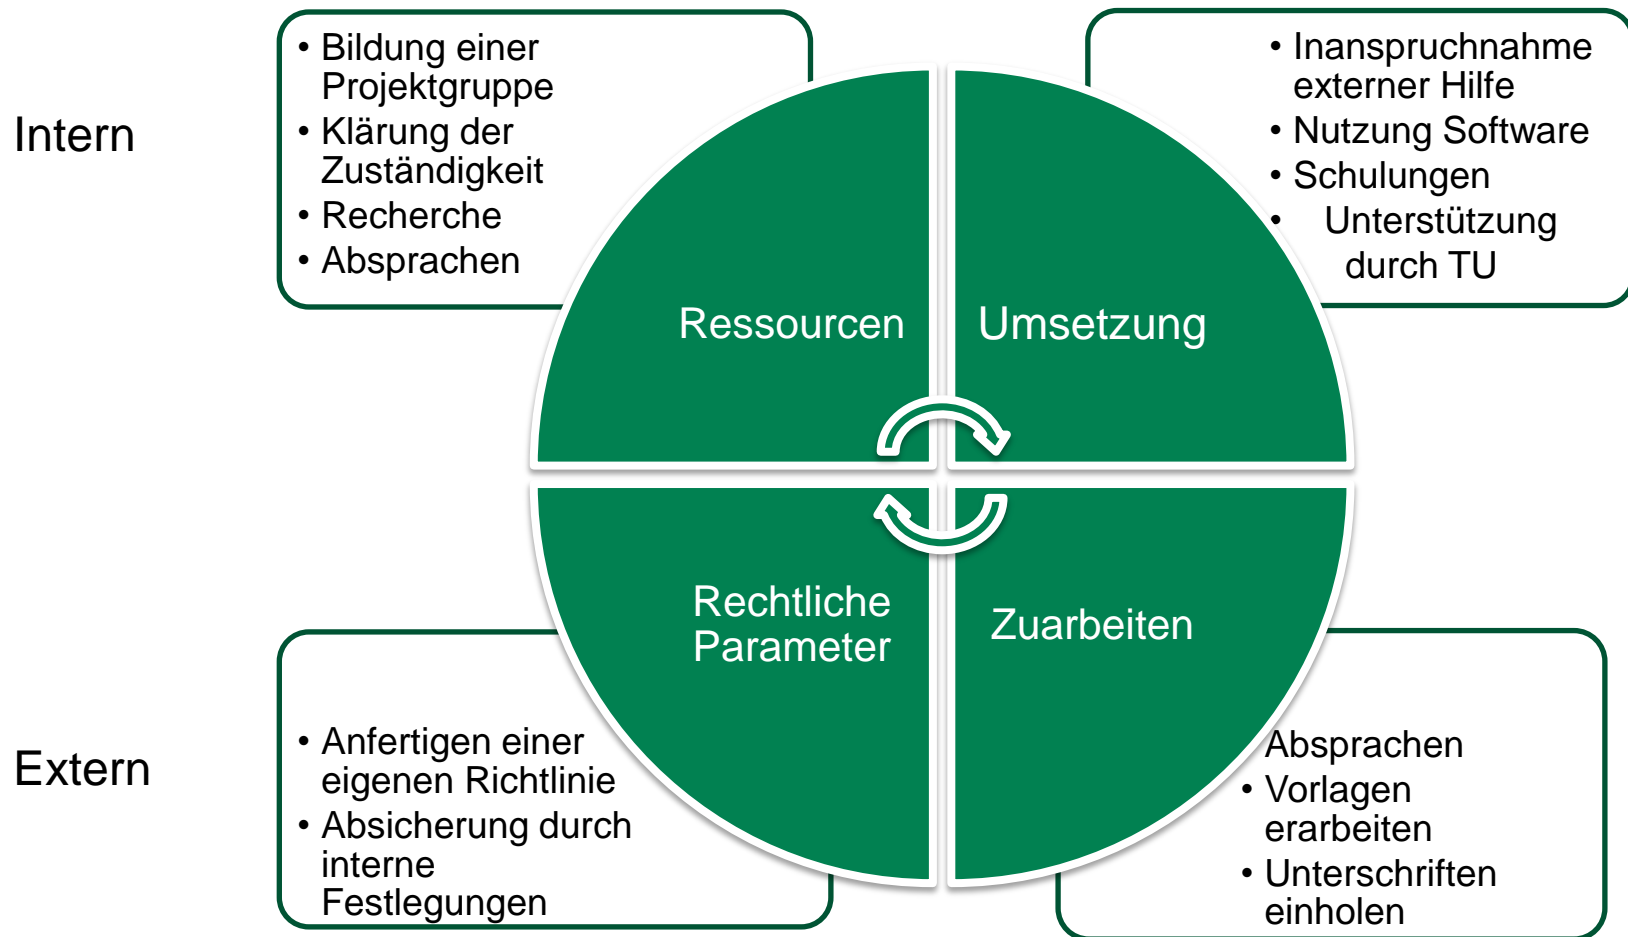 Intern
• Bildung einer
Projektgruppe
• Klärung der
Zuständigkeit
• Recherche
• Absprachen
• Inanspruchnahme
externer Hilfe
• Nutzung Software
• Schulungen
• Unterstützung
durch TU
Ressourcen
Umsetzung
Rechtliche
Parameter
Zuarbeiten
Extern
• Anfertigen einer
eigenen Richtlinie
• Absicherung durch
interne
Festlegungen
Absprachen
• Vorlagen
erarbeiten
• Unterschriften
einholen